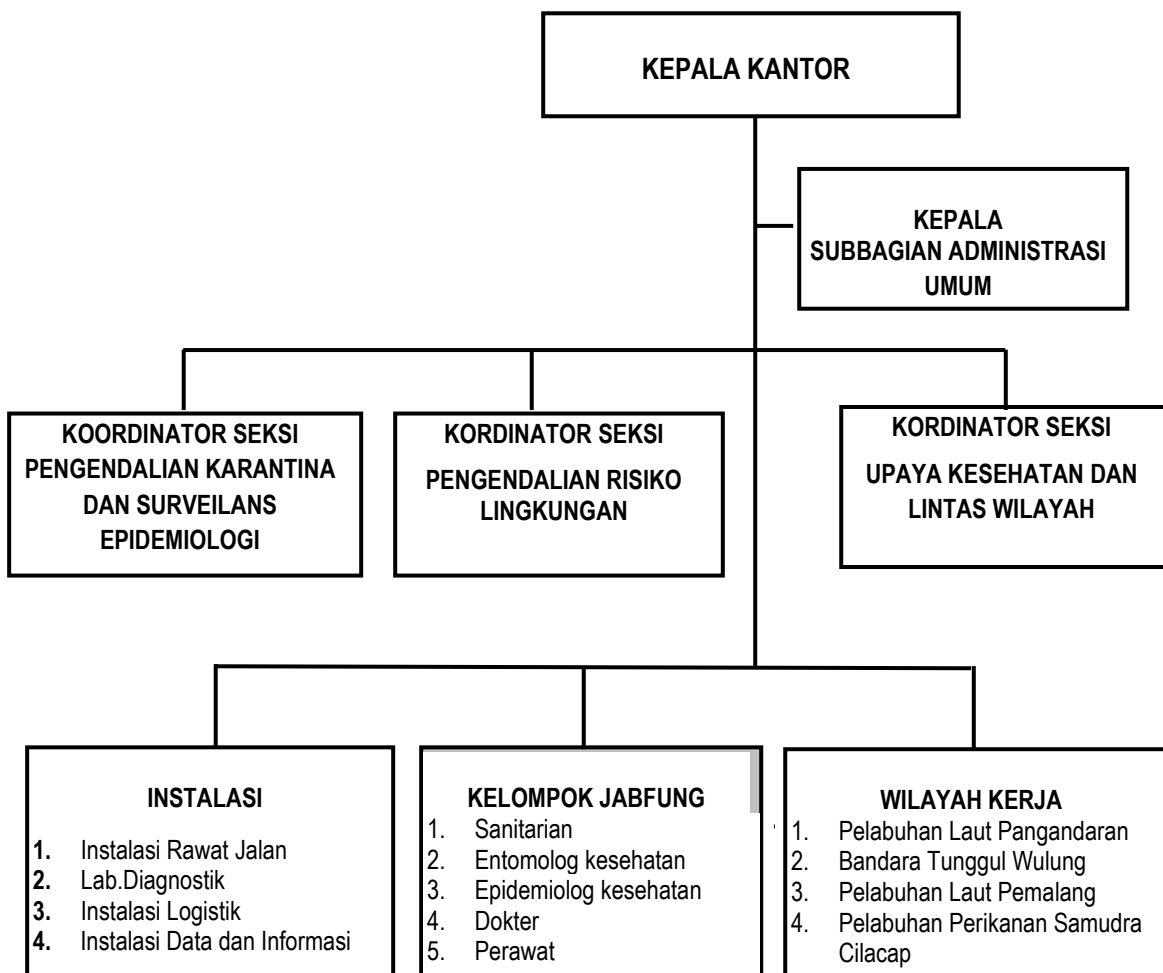 KEPALA KANTOR
KEPALA
SUBBAGIAN ADMINISTRASI
UMUM
KOORDINATOR SEKSI
PENGENDALIAN KARANTINA
DAN SURVEILANS
EPIDEMIOLOGI
KORDINATOR SEKSI
PENGENDALIAN RISIKO
LINGKUNGAN
KORDINATOR SEKSI
UPAYA KESEHATAN DAN
LINTAS WILAYAH
INSTALASI
1. Instalasi Rawat Jalan
2. Lab.Diagnostik
3. Instalasi Logistik
4. Instalasi Data dan Informasi
KELOMPOK JABFUNG
1. Sanitarian
2. Entomolog kesehatan
3. Epidemiolog kesehatan
4. Dokter
5. Perawat
WILAYAH KERJA
1. Pelabuhan Laut Pangandaran
2. Bandara Tunggul Wulung
3. Pelabuhan Laut Pemalang
4. Pelabuhan Perikanan Samudra
Cilacap